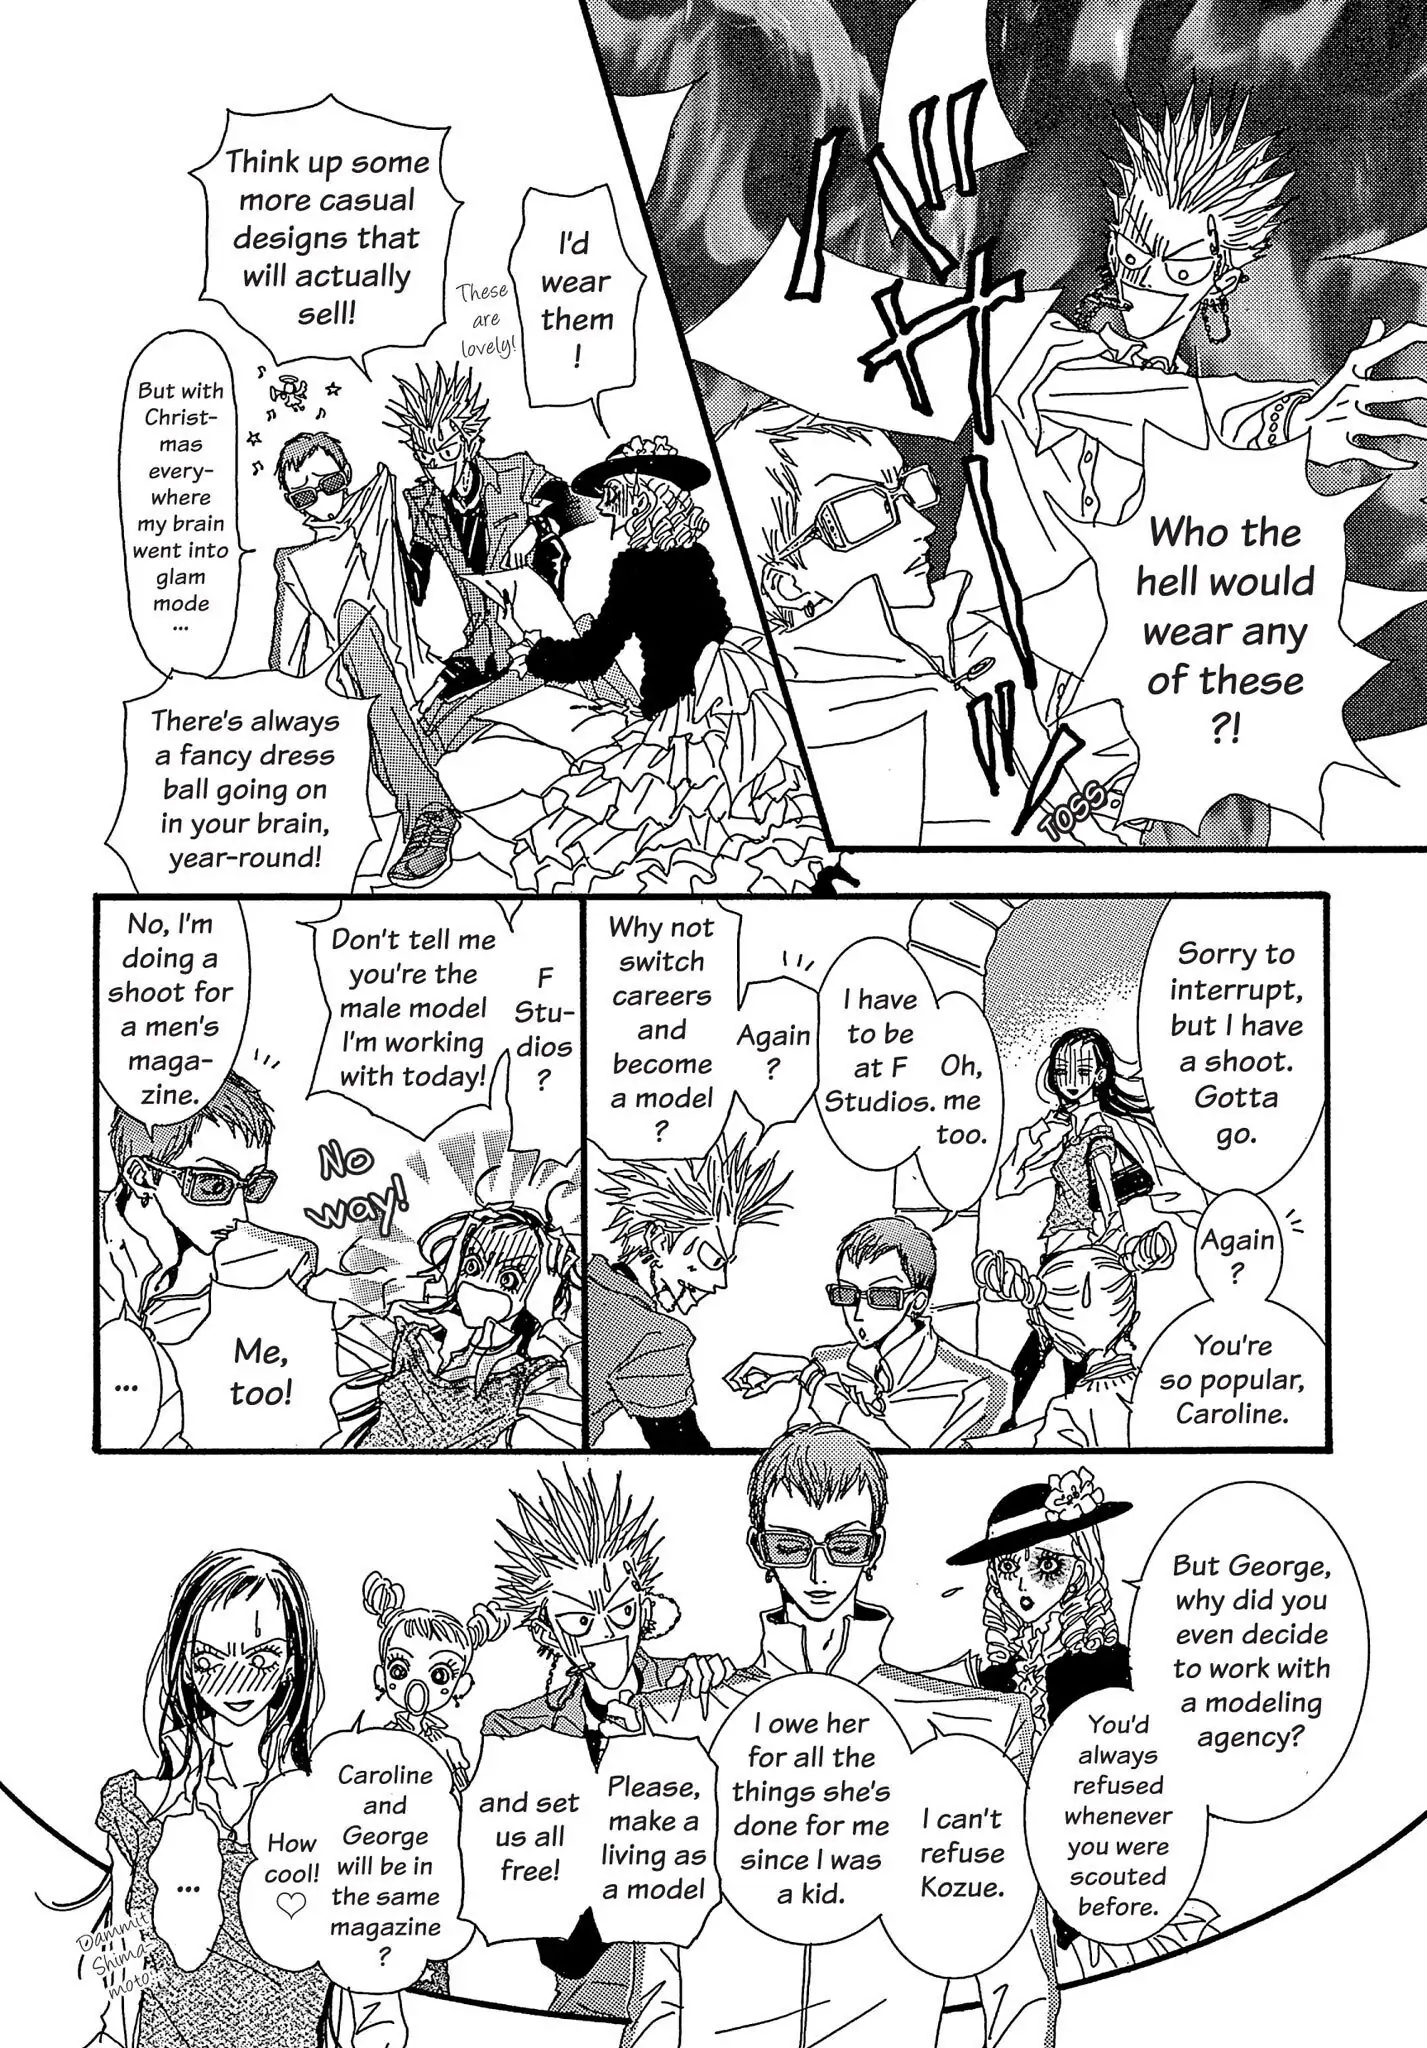 Who the
hell would
wear any
of these
?!
バササーッ
TOSS
I'd
wear
them
!
These
are
lovely!
Think up some
more casual
designs that
will actually
sell!
But with
Christ-
mas
every-
where
my brain
went into
glam
mode
...
There's always
a fancy dress
ball going on
in your brain,
year-round!
Sorry to
interrupt,
but I have
a shoot.
Gotta
go.
Again
?
You're
so popular,
Caroline.
Oh,
me
too.
I have
to be
at F
Studios.
Again
?
Why not
switch
careers
and
become
a model
?
F
Stu-
dios
?
Don't tell me
you're the
male model
I'm working
with today!
No
way!
No, I'm
doing a
shoot for
a men's
maga-
zine.
Me,
too!
...
But George,
why did you
even decide
to work with
a modeling
agency?
You'd
always
refused
whenever
you were
scouted
before.
I can't
refuse
Kozue.
I owe her
for all the
things she's
done for me
since I was
a kid.
Please,
make a
living as
a model
and set
us all
free!
Caroline
and
George
will be in
the same
magazine
?
How
cool!
♡
...
Dammit
Shima-
moto!